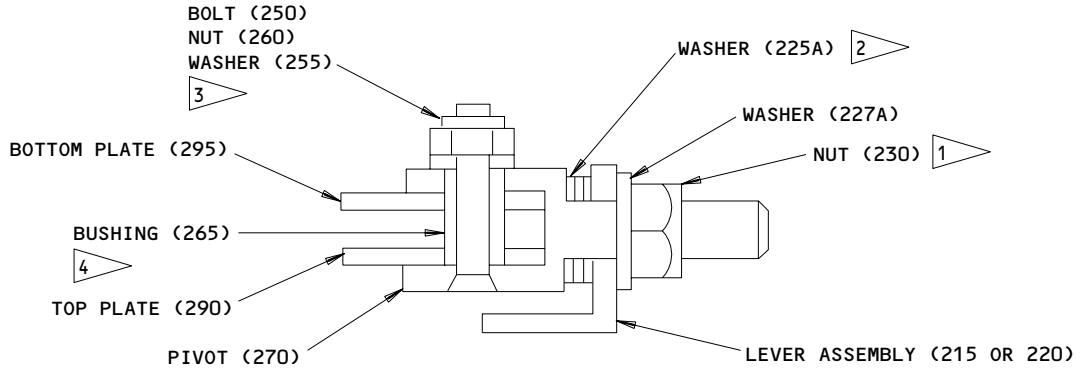 BOLT (250)
NUT (260)
WASHER (255)
3
WASHER (225A) 2
WASHER (227A)
NUT (230) 1
BOTTOM PLATE (295)
BUSHING (265)
4
TOP PLATE (290)
PIVOT (270)
LEVER ASSEMBLY (215 OR 220)